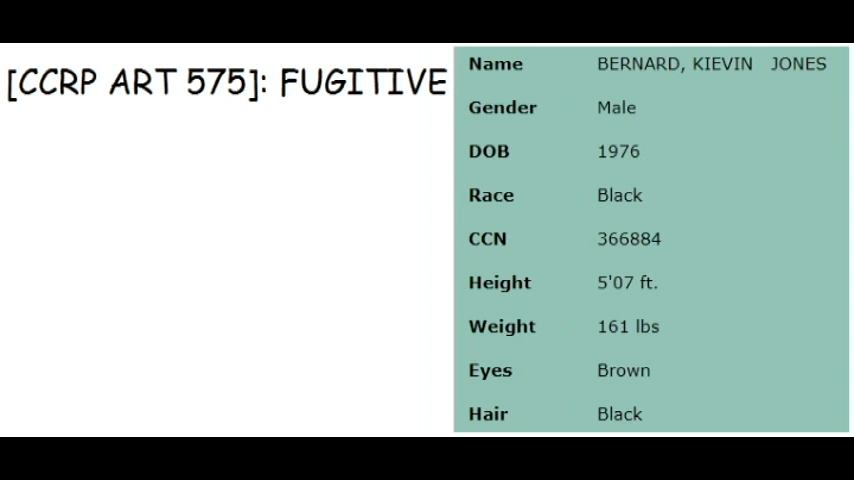 [CCRP ART 575]: FUGITIVE
Name BERNARD, KIEVIN JONES
Gender Male
DOB 1976
Race Black
CCN 366884
Height 5'07 ft.
Weight 161 lbs
Eyes Brown
Hair Black